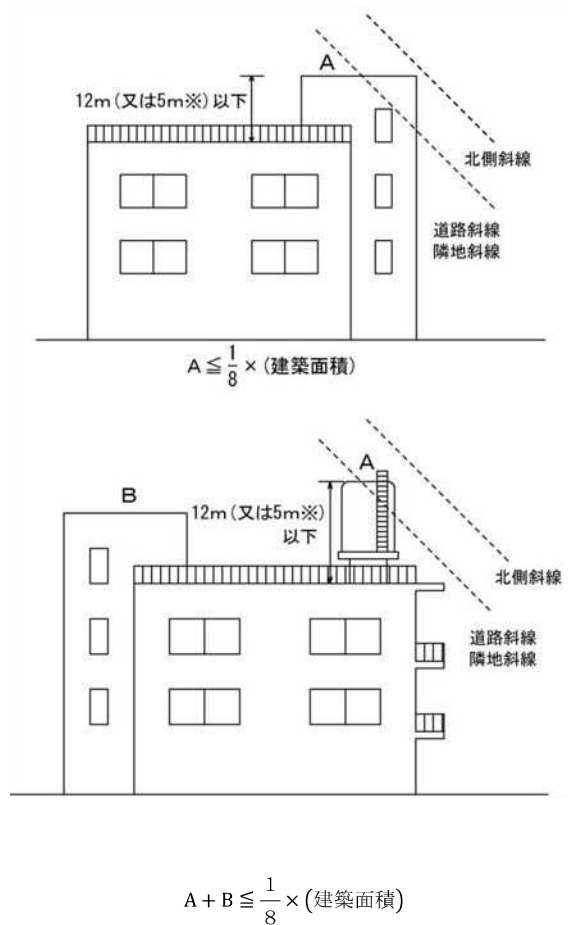 A
12m(又は5m※)以下
北側斜線
道路斜線
隣地斜線
A≦1/8×(建築面積)
A
B
12m(又は5m※)
以下
北側斜線
道路斜線
隣地斜線
A+B≦1/8×(建築面積)